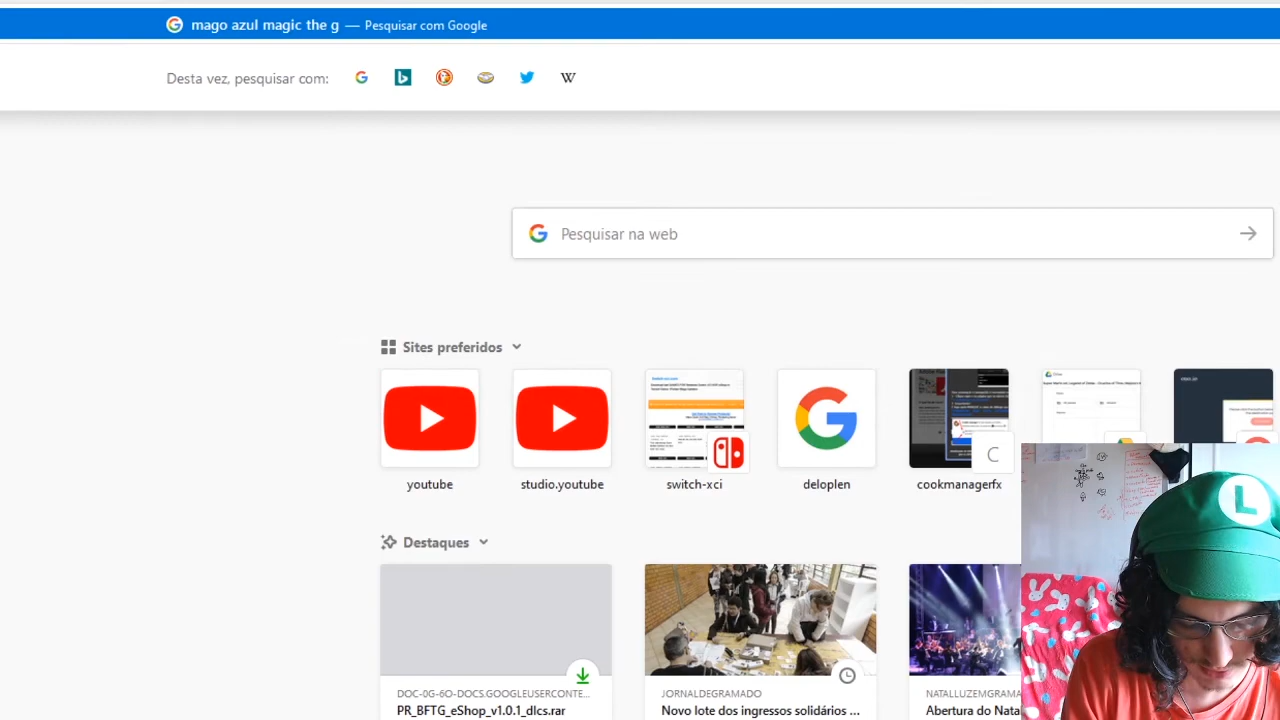 mago azul magic the g — Pesquisar com Google
Desta vez, pesquisar com:
Pesquisar na web
Sites preferidos
youtube
studio.youtube
switch-xci
deloplen
C
cookmanagerfx
L
Destaques
DOC-0G-6O-DOCS.GOOGLEUSERCONTE...
PR_BFTG_eShop_v1.0.1_dlcs.rar
JORNALDEGRAMADO
Novo lote dos ingressos solidários ...
NATALLUZEMGRAMA
Abertura do Nata